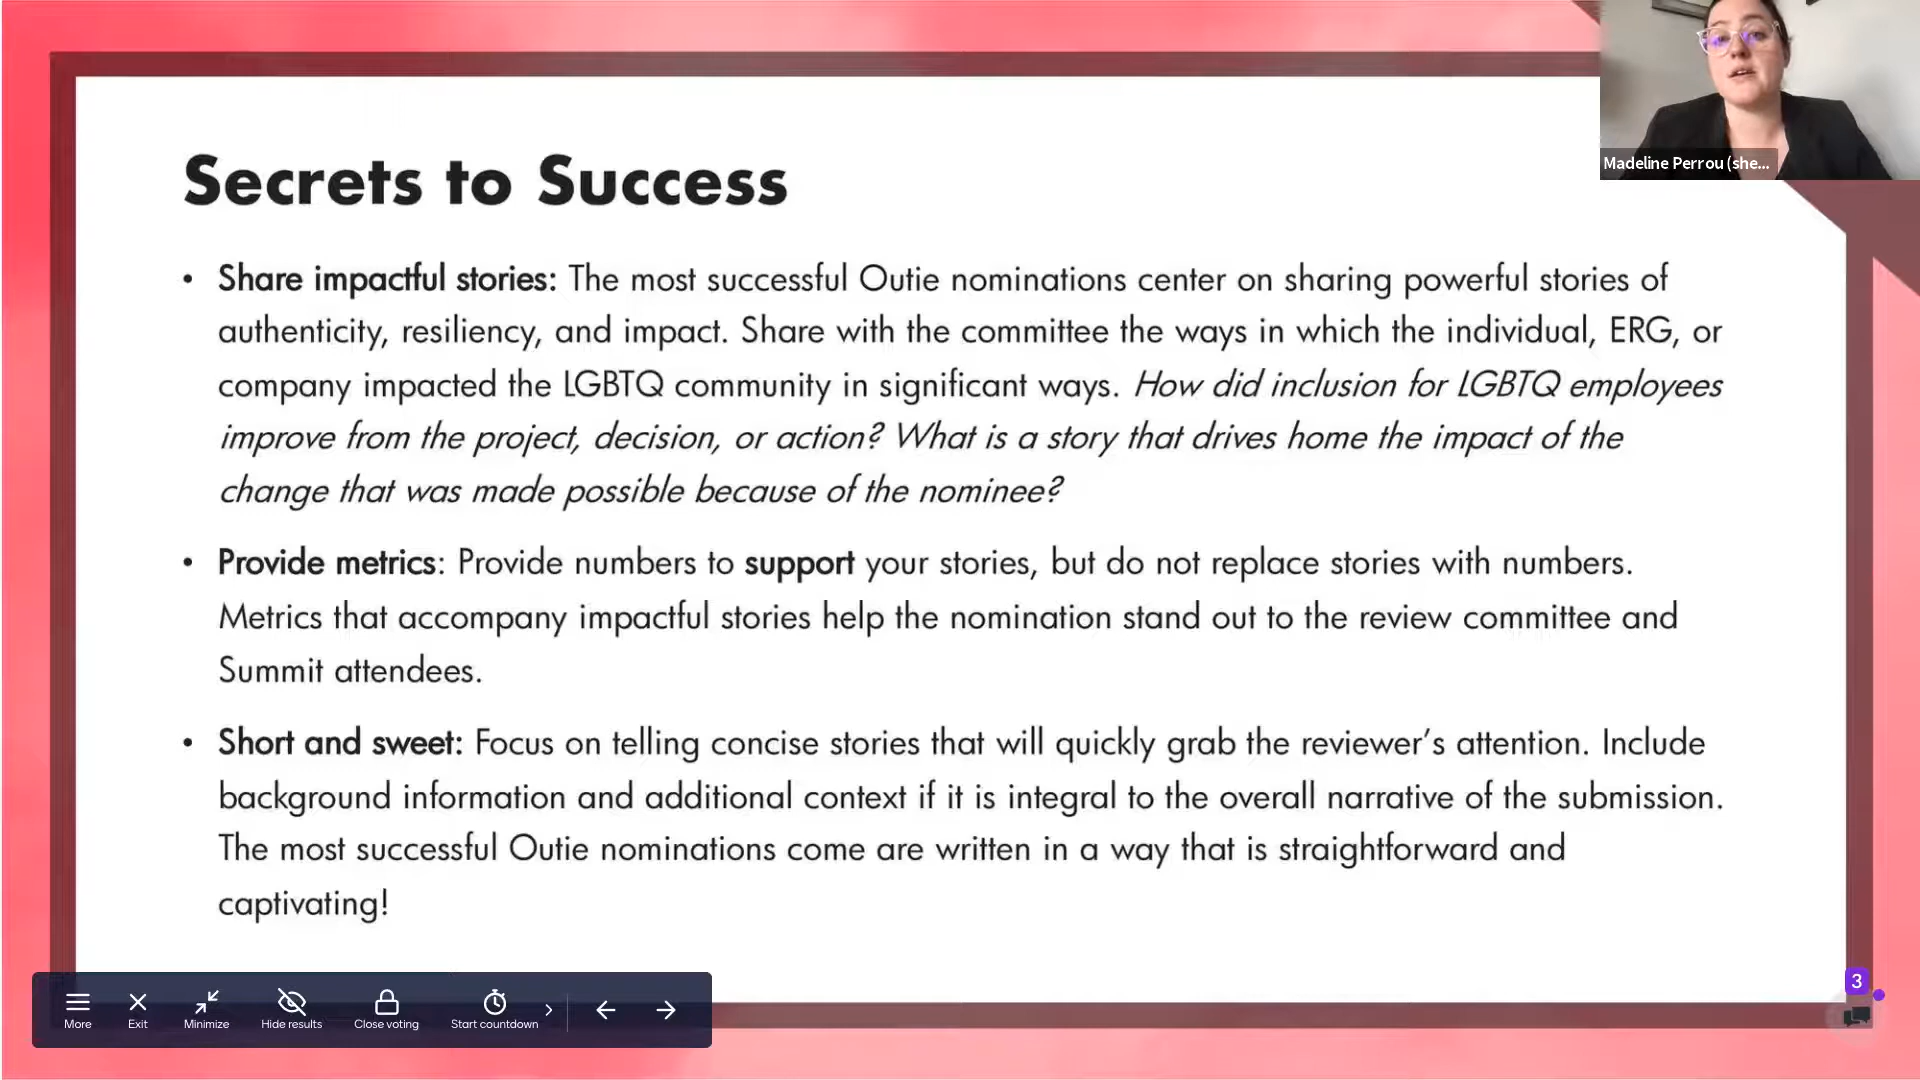 Madeline Perrou (she...
Secrets to Success
• Share impactful stories: The most successful Outie nominations center on sharing powerful stories of
authenticity, resiliency, and impact. Share with the committee the ways in which the individual, ERG, or
company impacted the LGBTQ community in significant ways. How did inclusion for LGBTQ employees
improve from the project, decision, or action? What is a story that drives home the impact of the
change that was made possible because of the nominee?
• Provide metrics: Provide numbers to support your stories, but do not replace stories with numbers.
Metrics that accompany impactful stories help the nomination stand out to the review committee and
Summit attendees.
• Short and sweet: Focus on telling concise stories that will quickly grab the reviewer's attention. Include
background information and additional context if it is integral to the overall narrative of the submission.
The most successful Outie nominations come are written in a way that is straightforward and
captivating!
3
More Exit Minimize Hide results Close voting Start countdown